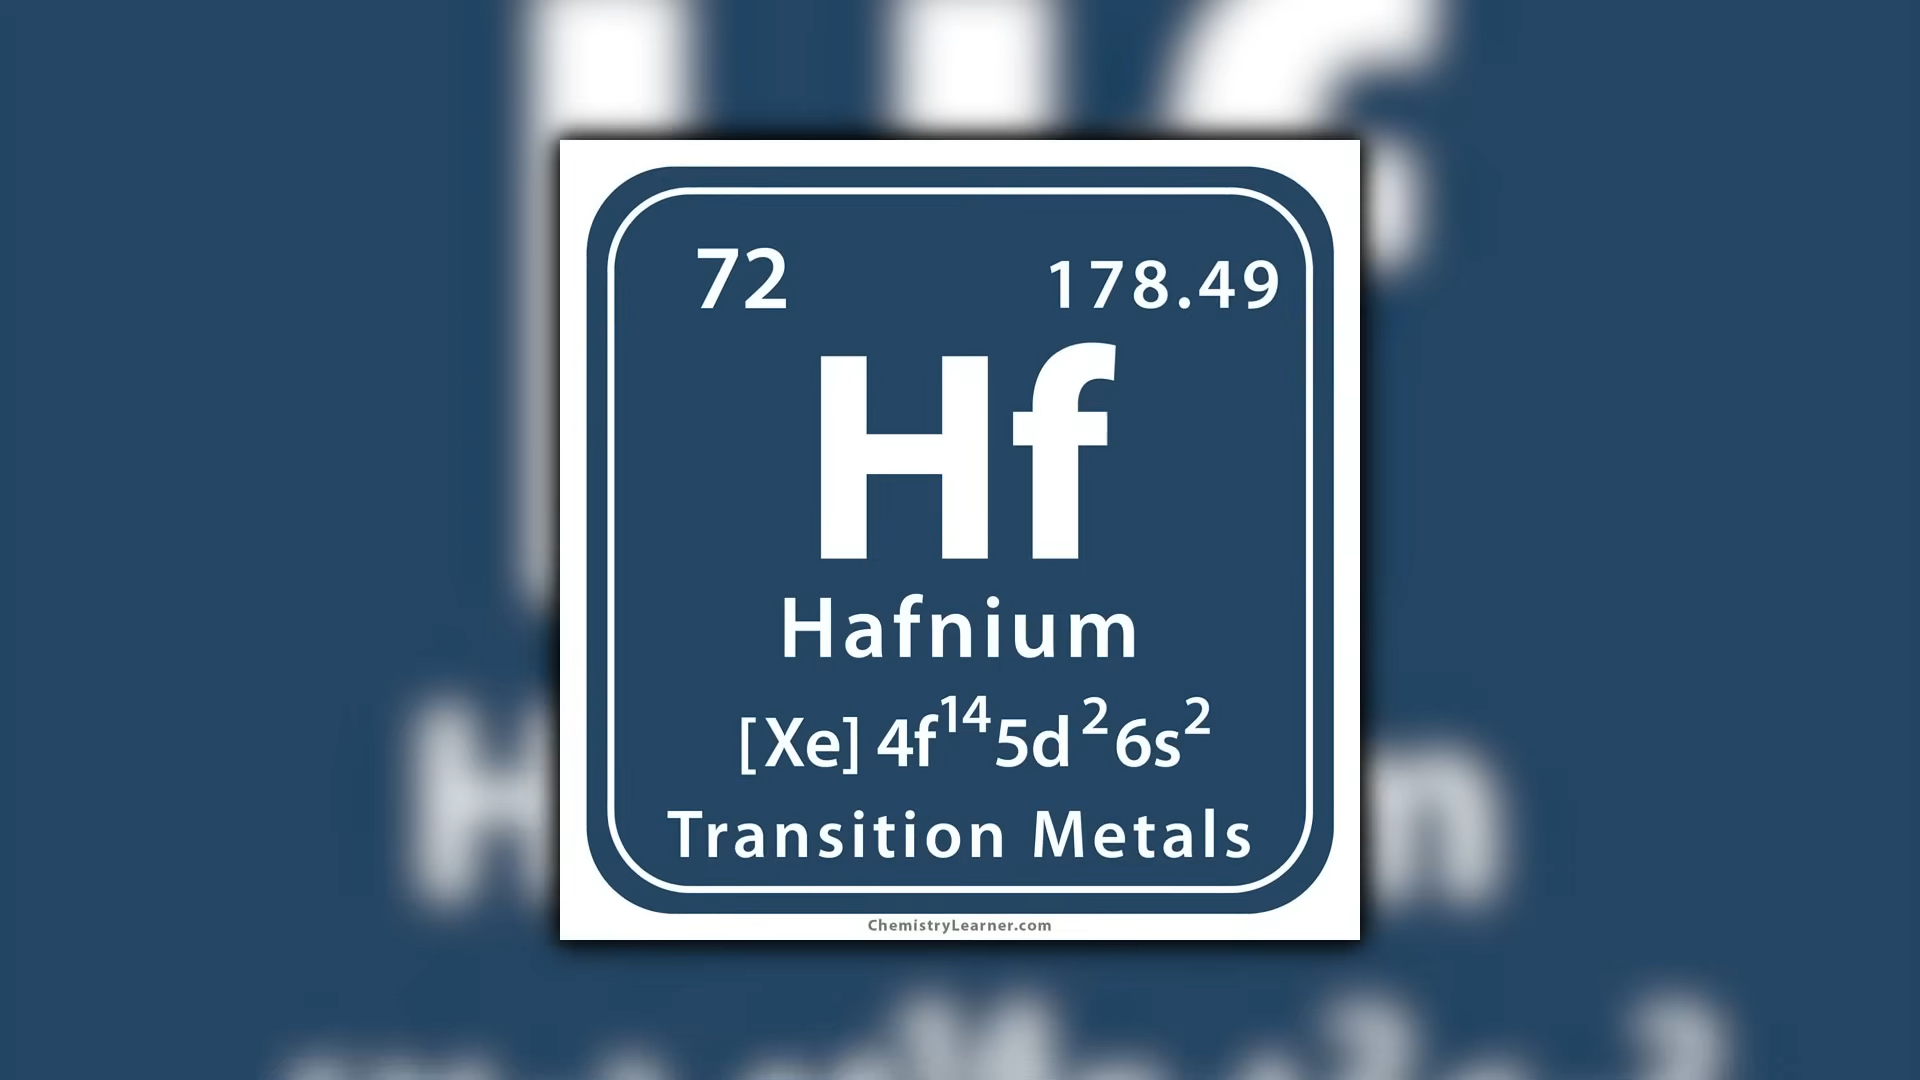 72 178.49
Hf
Hafnium
[Xe] 4f¹⁴5d²6s²
Transition Metals
ChemistryLearner.com